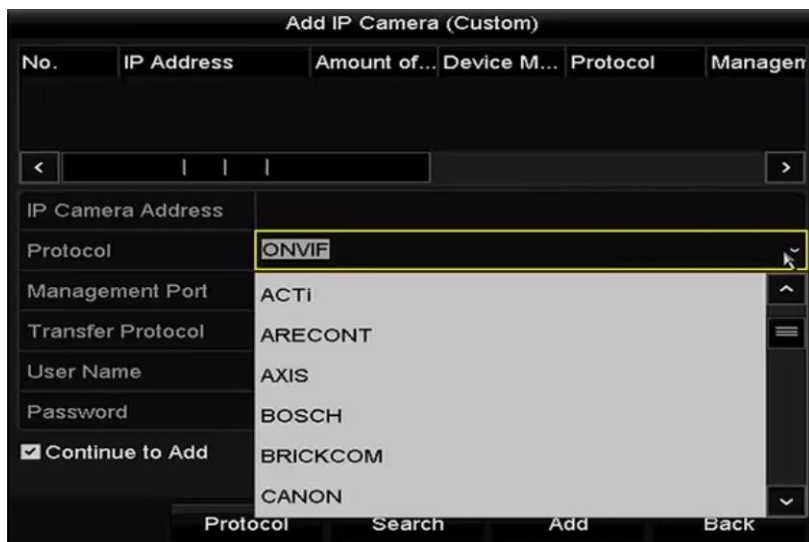 Add IP Camera (Custom)
No. IP Address Amount of... Device M... Protocol Managem
IP Camera Address
Protocol ONVIF
Management Port ACTi
Transfer Protocol ARECONT
User Name AXIS
Password BOSCH
Continue to Add BRICKCOM
CANON
Protocol Search Add Back